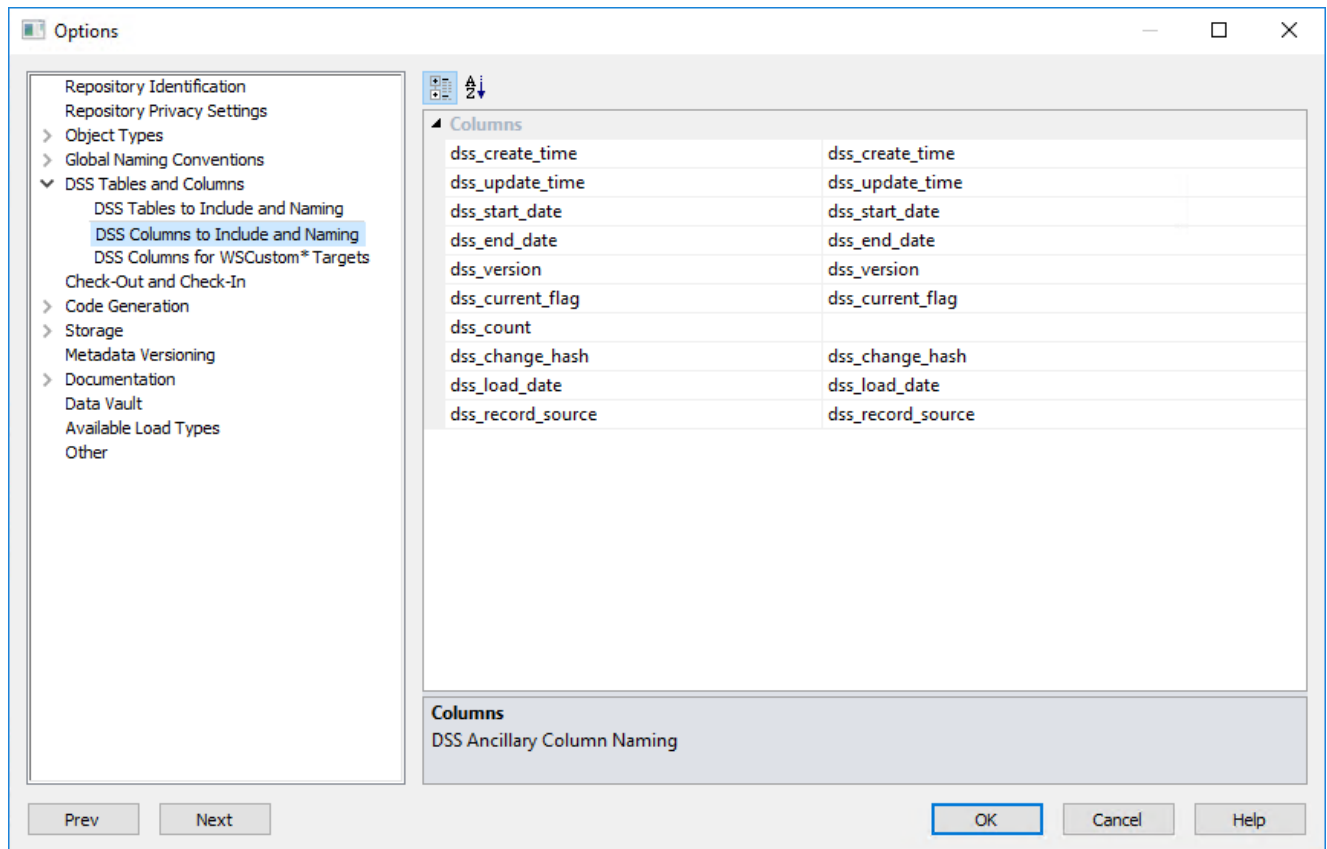 Options
Repository Identification
Repository Privacy Settings
Object Types
Global Naming Conventions
DSS Tables and Columns
DSS Tables to Include and Naming
DSS Columns to Include and Naming
DSS Columns for WSCustom* Targets
Check-Out and Check-In
Code Generation
Storage
Metadata Versioning
Documentation
Data Vault
Available Load Types
Other
A
Z
Columns
dss_create_time dss_create_time
dss_update_time dss_update_time
dss_start_date dss_start_date
dss_end_date dss_end_date
dss_version dss_version
dss_current_flag dss_current_flag
dss_count
dss_change_hash dss_change_hash
dss_load_date dss_load_date
dss_record_source dss_record_source
Columns
DSS Ancillary Column Naming
Prev Next OK Cancel Help